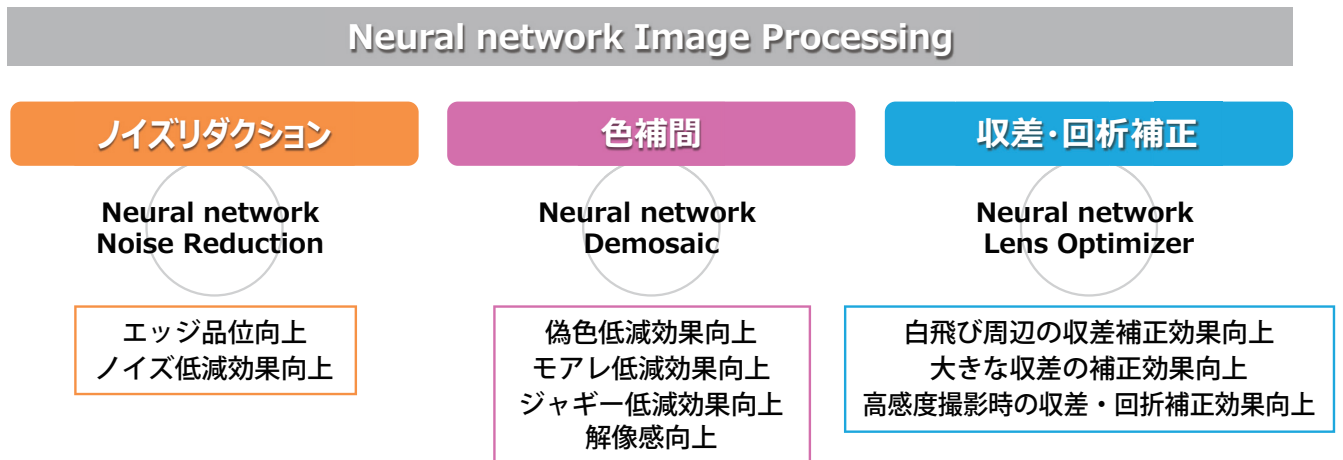 Neural network Image Processing
ノイズリダクション
Neural network
Noise Reduction
エッジ品位向上
ノイズ低減効果向上
色補間
Neural network
Demosaic
偽色低減効果向上
モアレ低減効果向上
ジャギー低減効果向上
解像感向上
収差・回析補正
Neural network
Lens Optimizer
白飛び周辺の収差補正効果向上
大きな収差の補正効果向上
高感度撮影時の収差・回折補正効果向上